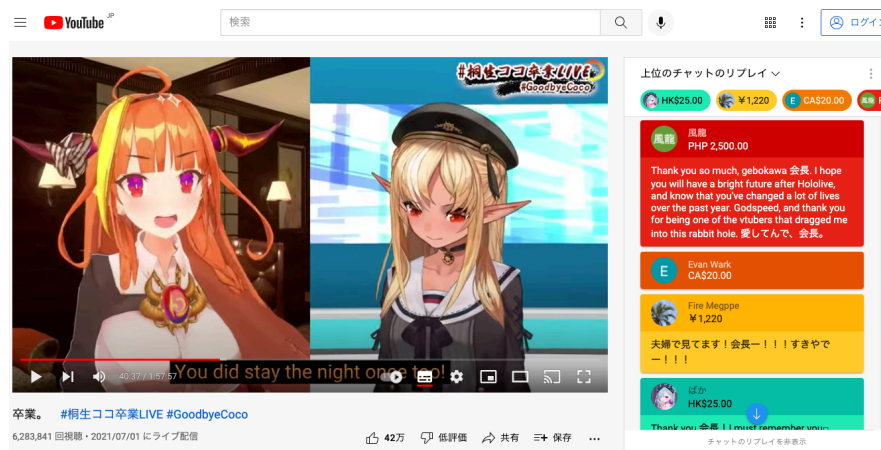 YouTube JP
検索
ログイン
#桐生ココ卒業LIVE
#GoodbyeCoco
You did stay the night once too!
40:37 / 1:57:57
卒業。 #桐生ココ卒業LIVE #GoodbyeCoco
6,283,841 回視聴・2021/07/01 にライブ配信
42万 低評価 共有 保存
上位のチャットのリプレイ
HK$25.00 ¥1,220 E CA$20.00
風龍 風龍
PHP 2,500.00
Thank you so much, gebokawa 会長. I hope
you will have a bright future after Hololive,
and know that you've changed a lot of lives
over the past year. Godspeed, and thank you
for being one of the vtubers that dragged me
into this rabbit hole. 愛してんで、会長。
E Evan Wark
CA$20.00
Fire Megppe
¥1,220
夫婦で見てます！会長ー！！！すきやで
ー！！！
ばか
HK$25.00
Thank you 会長！I must remember you
チャットのリプレイを非表示